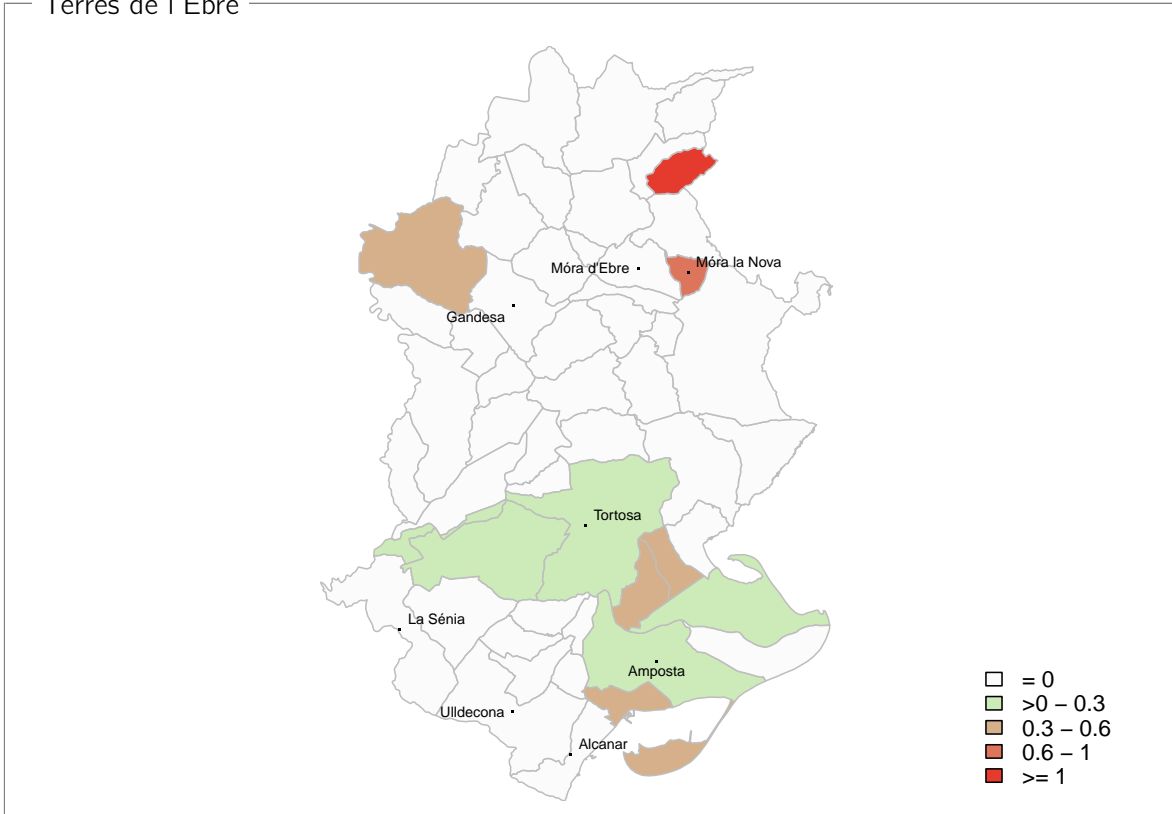 Terres de l'Ebre
Móra d'Ebre
Móra la Nova
Gandesa
Tortosa
La Sénia
Amposta
Ulldecona
Alcanar
= 0
>0 – 0.3
0.3 – 0.6
0.6 – 1
>= 1